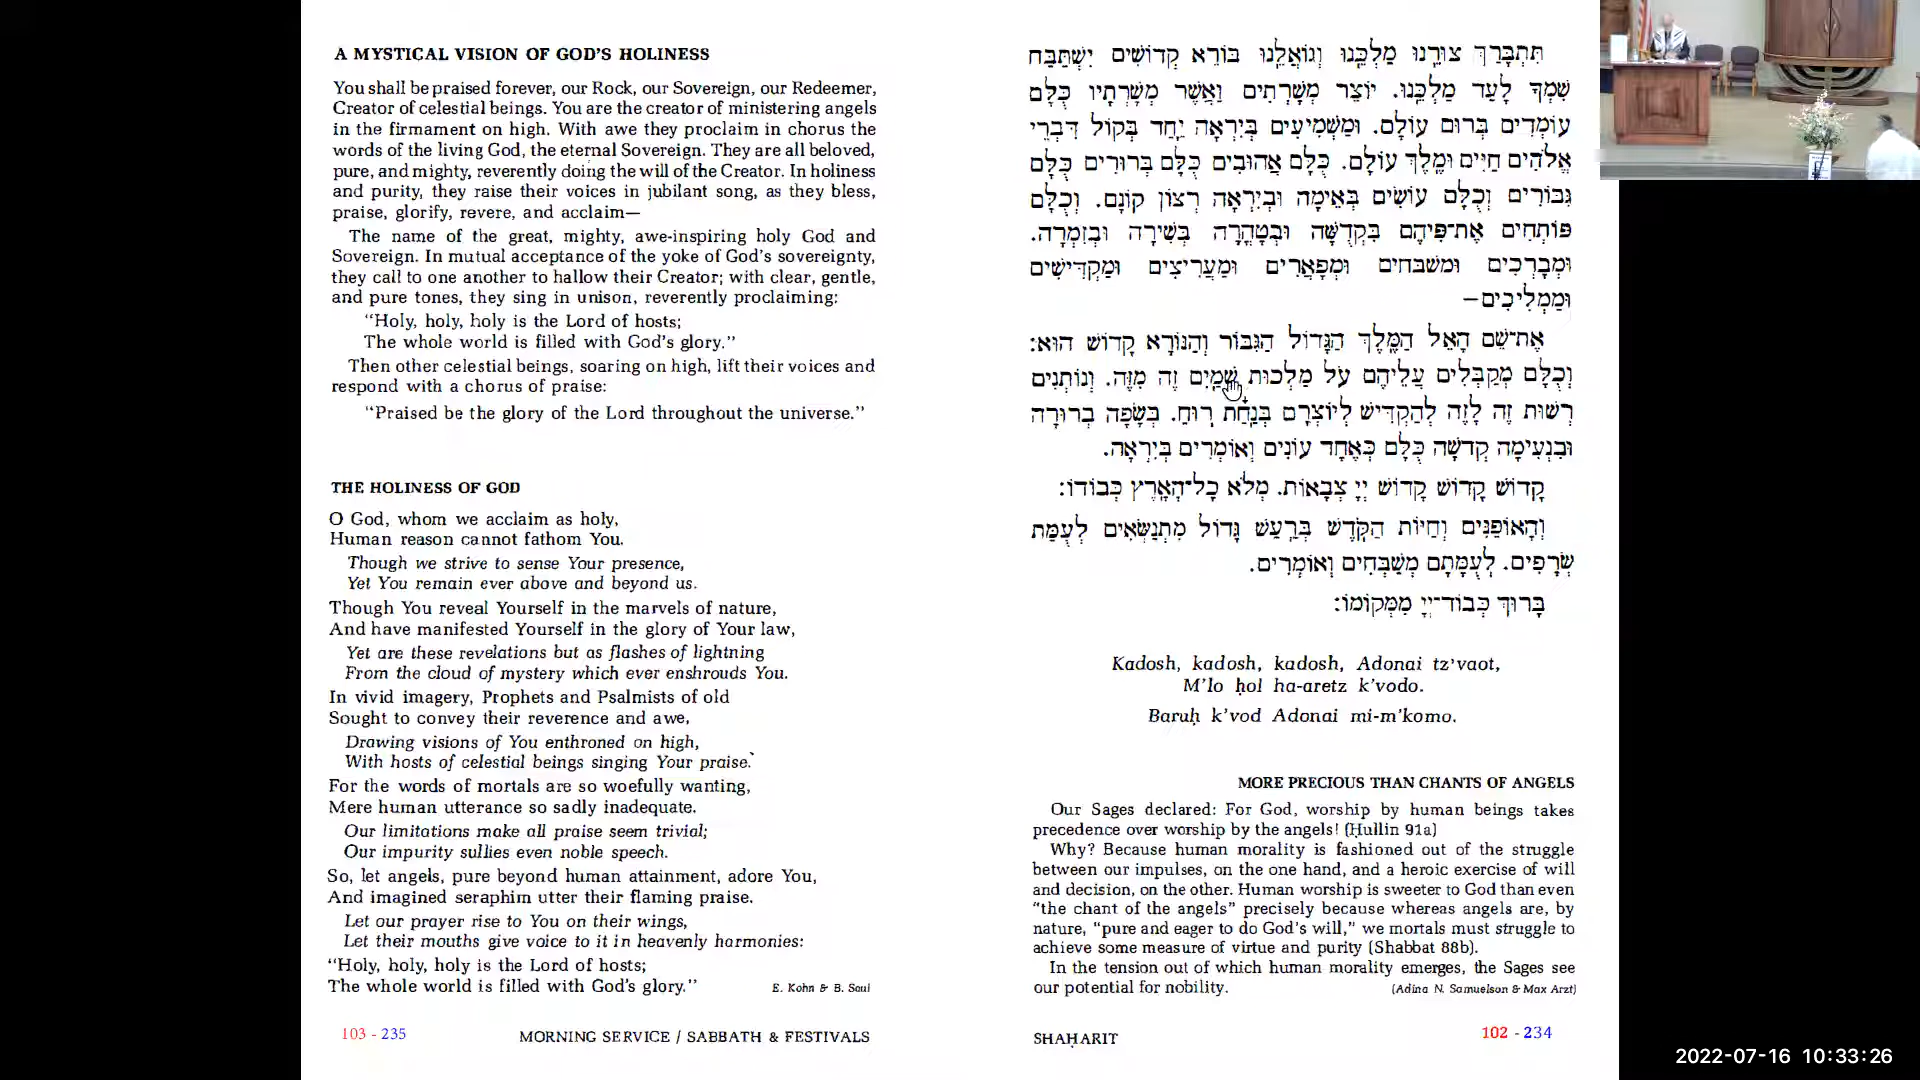 A MYSTICAL VISION OF GOD'S HOLINESS
You shall be praised forever, our Rock, our Sovereign, our Redeemer,
Creator of celestial beings. You are the creator of ministering angels
in the firmament on high. With awe they proclaim in chorus the
words of the living God, the eternal Sovereign. They are all beloved,
pure, and mighty, reverently doing the will of the Creator. In holiness
and purity, they raise their voices in jubilant song, as they bless,
praise, glorify, revere, and acclaim—
The name of the great, mighty, awe-inspiring holy God and
Sovereign. In mutual acceptance of the yoke of God's sovereignty,
they call to one another to hallow their Creator; with clear, gentle,
and pure tones, they sing in unison, reverently proclaiming:
"Holy, holy, holy is the Lord of hosts;
The whole world is filled with God's glory."
Then other celestial beings, soaring on high, lift their voices and
respond with a chorus of praise:
"Praised be the glory of the Lord throughout the universe."
THE HOLINESS OF GOD
O God, whom we acclaim as holy,
Human reason cannot fathom You.
Though we strive to sense Your presence,
Yet You remain ever above and beyond us.
Though You reveal Yourself in the marvels of nature,
And have manifested Yourself in the glory of Your law,
Yet are these revelations but as flashes of lightning
From the cloud of mystery which ever enshrouds You.
In vivid imagery, Prophets and Psalmists of old
Sought to convey their reverence and awe,
Drawing visions of You enthroned on high,
With hosts of celestial beings singing Your praise.
For the words of mortals are so woefully wanting,
Mere human utterance so sadly inadequate.
Our limitations make all praise seem trivial;
Our impurity sullies even noble speech.
So, let angels, pure beyond human attainment, adore You,
And imagined seraphim utter their flaming praise.
Let our prayer rise to You on their wings,
Let their mouths give voice to it in heavenly harmonies:
"Holy, holy, holy is the Lord of hosts;
The whole world is filled with God's glory."
E. Kohn & B. Saul
103 - 235
MORNING SERVICE / SABBATH & FESTIVALS
תִּתְבָּרַךְ צוּרֵֽנוּ מַלְכֵּֽנוּ וְגוֹאֲלֵֽנוּ בּוֹרֵא קְדוֹשִׁים יִשְׁתַּבַּח
שִׁמְךָ לָעַד מַלְכֵּֽנוּ. יוֹצֵר מְשָׁרְתִים וַאֲשֶׁר מְשָׁרְתָיו כֻּלָּם
עוֹמְדִים בְּרוּם עוֹלָם. וּמַשְׁמִיעִים בְּיִרְאָה יַֽחַד בְּקוֹל דִּבְרֵי
אֱלֹהִים חַיִּים וּמֶֽלֶךְ עוֹלָם. כֻּלָּם אֲהוּבִים כֻּלָּם בְּרוּרִים כֻּלָּם
גִּבּוֹרִים וְכֻלָּם עוֹשִׂים בְּאֵימָה וּבְיִרְאָה רְצוֹן קוֹנָם. וְכֻלָּם
פּוֹתְחִים אֶת־פִּיהֶם בִּקְדֻשָּׁה וּבְטָהֳרָה בְּשִׁירָה וּבְזִמְרָה.
וּמְבָרְכִים וּמְשַׁבְּחִים וּמְפָאֲרִים וּמַעֲרִיצִים וּמַקְדִּישִׁים
וּמַמְלִיכִים—
אֶת־שֵׁם הָאֵל הַמֶּֽלֶךְ הַגָּדוֹל הַגִּבּוֹר וְהַנּוֹרָא קָדוֹשׁ הוּא:
וְכֻלָּם מְקַבְּלִים עֲלֵיהֶם עֹל מַלְכוּת שָׁמַֽיִם זֶה מִזֶּה. וְנוֹתְנִים
רְשׁוּת זֶה לָזֶה לְהַקְדִּישׁ לְיוֹצְרָם בְּנַֽחַת רֽוּחַ. בְּשָׂפָה בְרוּרָה
וּבִנְעִימָה קְדֹשָׁה כֻּלָּם כְּאֶחָד עוֹנִים וְאוֹמְרִים בְּיִרְאָה.
קָדוֹשׁ קָדוֹשׁ קָדוֹשׁ יְיָ צְבָאוֹת. מְלֹא כָל־הָאָֽרֶץ כְּבוֹדוֹ:
וְהָאוֹפַנִּים וְחַיּוֹת הַקֹּֽדֶשׁ בְּרַֽעַשׁ גָּדוֹל מִתְנַשְּׂאִים לְעֻמַּת
שְׂרָפִים. לְעֻמָּתָם מְשַׁבְּחִים וְאוֹמְרִים.
בָּרוּךְ כְּבוֹד־יְיָ מִמְּקוֹמוֹ:
Kadosh, kadosh, kadosh, Adonai tz'vaot,
M'lo ḥol ha-aretz k'vodo.
Baruḥ k'vod Adonai mi-m'komo.
MORE PRECIOUS THAN CHANTS OF ANGELS
Our Sages declared: For God, worship by human beings takes
precedence over worship by the angels! (Ḥullin 91a)
Why? Because human morality is fashioned out of the struggle
between our impulses, on the one hand, and a heroic exercise of will
and decision, on the other. Human worship is sweeter to God than even
"the chant of the angels" precisely because whereas angels are, by
nature, "pure and eager to do God's will," we mortals must struggle to
achieve some measure of virtue and purity (Shabbat 88b).
In the tension out of which human morality emerges, the Sages see
our potential for nobility.
(Adina N. Samuelson & Max Arzt)
SHAḤARIT
102 - 234
2022-07-16 10:33:26